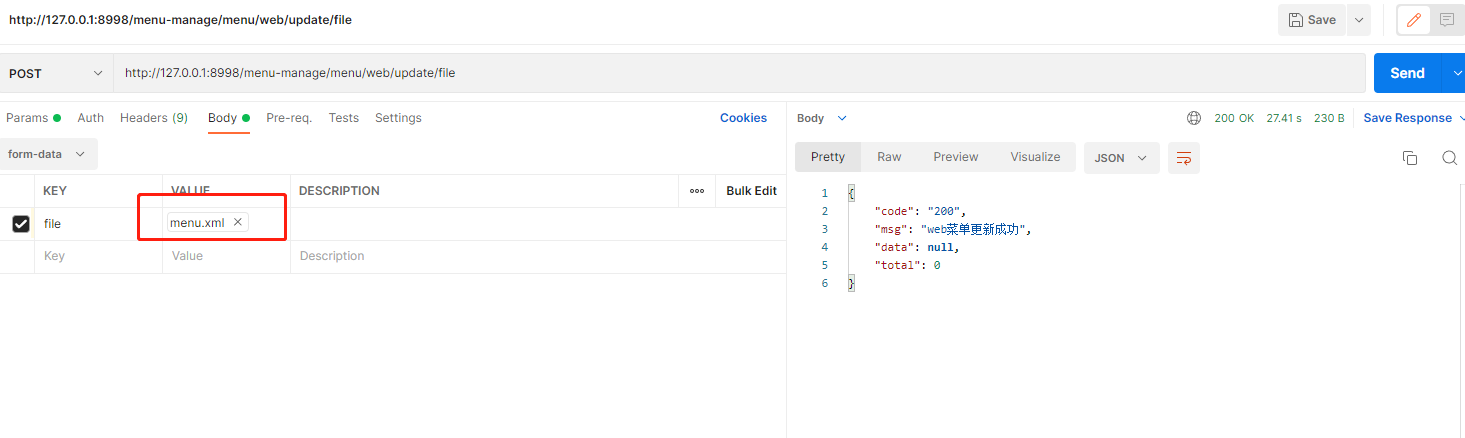 http://127.0.0.1:8998/menu-manage/menu/web/update/file
Save
POST
http://127.0.0.1:8998/menu-manage/menu/web/update/file
Send
Params
Auth
Headers (9)
Body
Pre-req.
Tests
Settings
Cookies
form-data
KEY
VALUE
DESCRIPTION
Bulk Edit
file
menu.xml
Key
Value
Description
Body
200 OK
27.41 s
230 B
Save Response
Pretty
Raw
Preview
Visualize
JSON
1 {
2 "code": "200",
3 "msg": "web菜单更新成功",
4 "data": null,
5 "total": 0
6 }